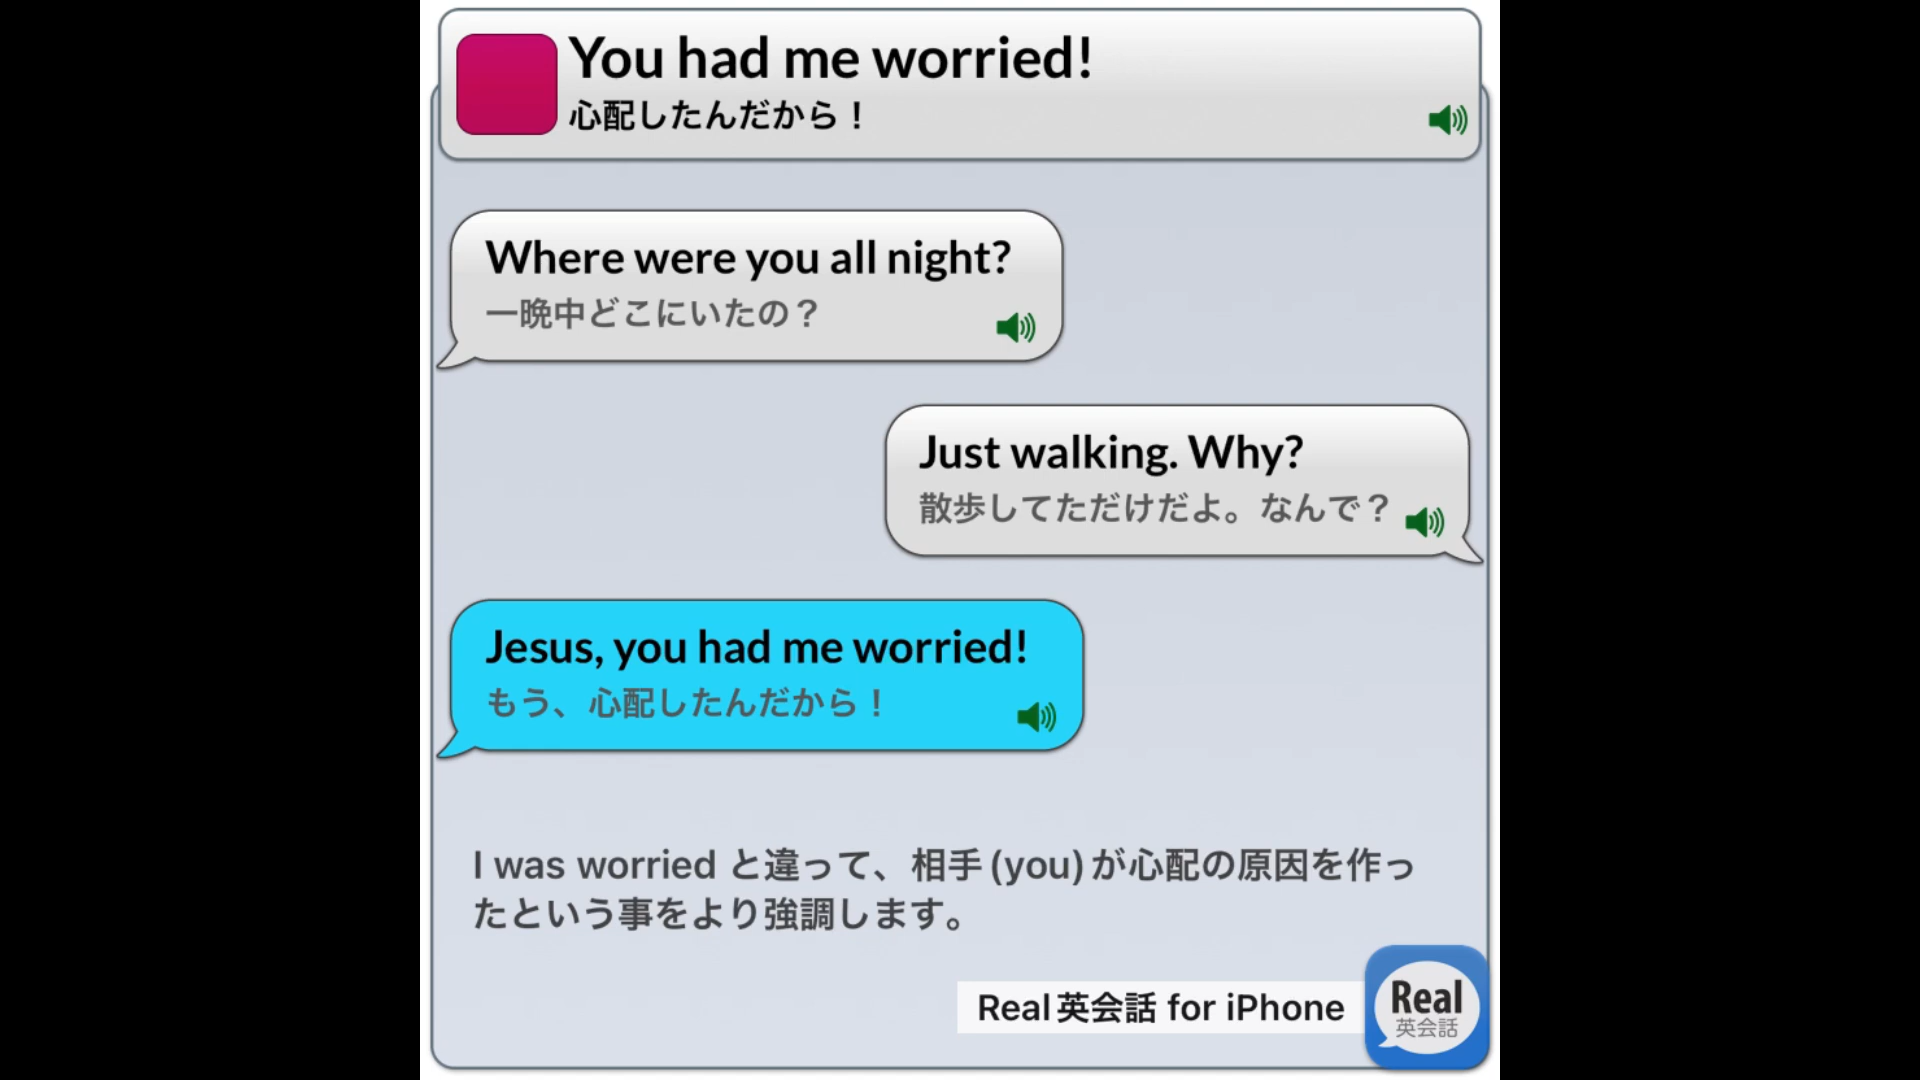 You had me worried!
心配したんだから！
Where were you all night?
一晩中どこにいたの？
Just walking. Why?
散歩してただけだよ。なんで？
Jesus, you had me worried!
もう、心配したんだから！
I was worried と違って、相手(you)が心配の原因を作っ
たという事をより強調します。
Real英会話 for iPhone
Real
英会話